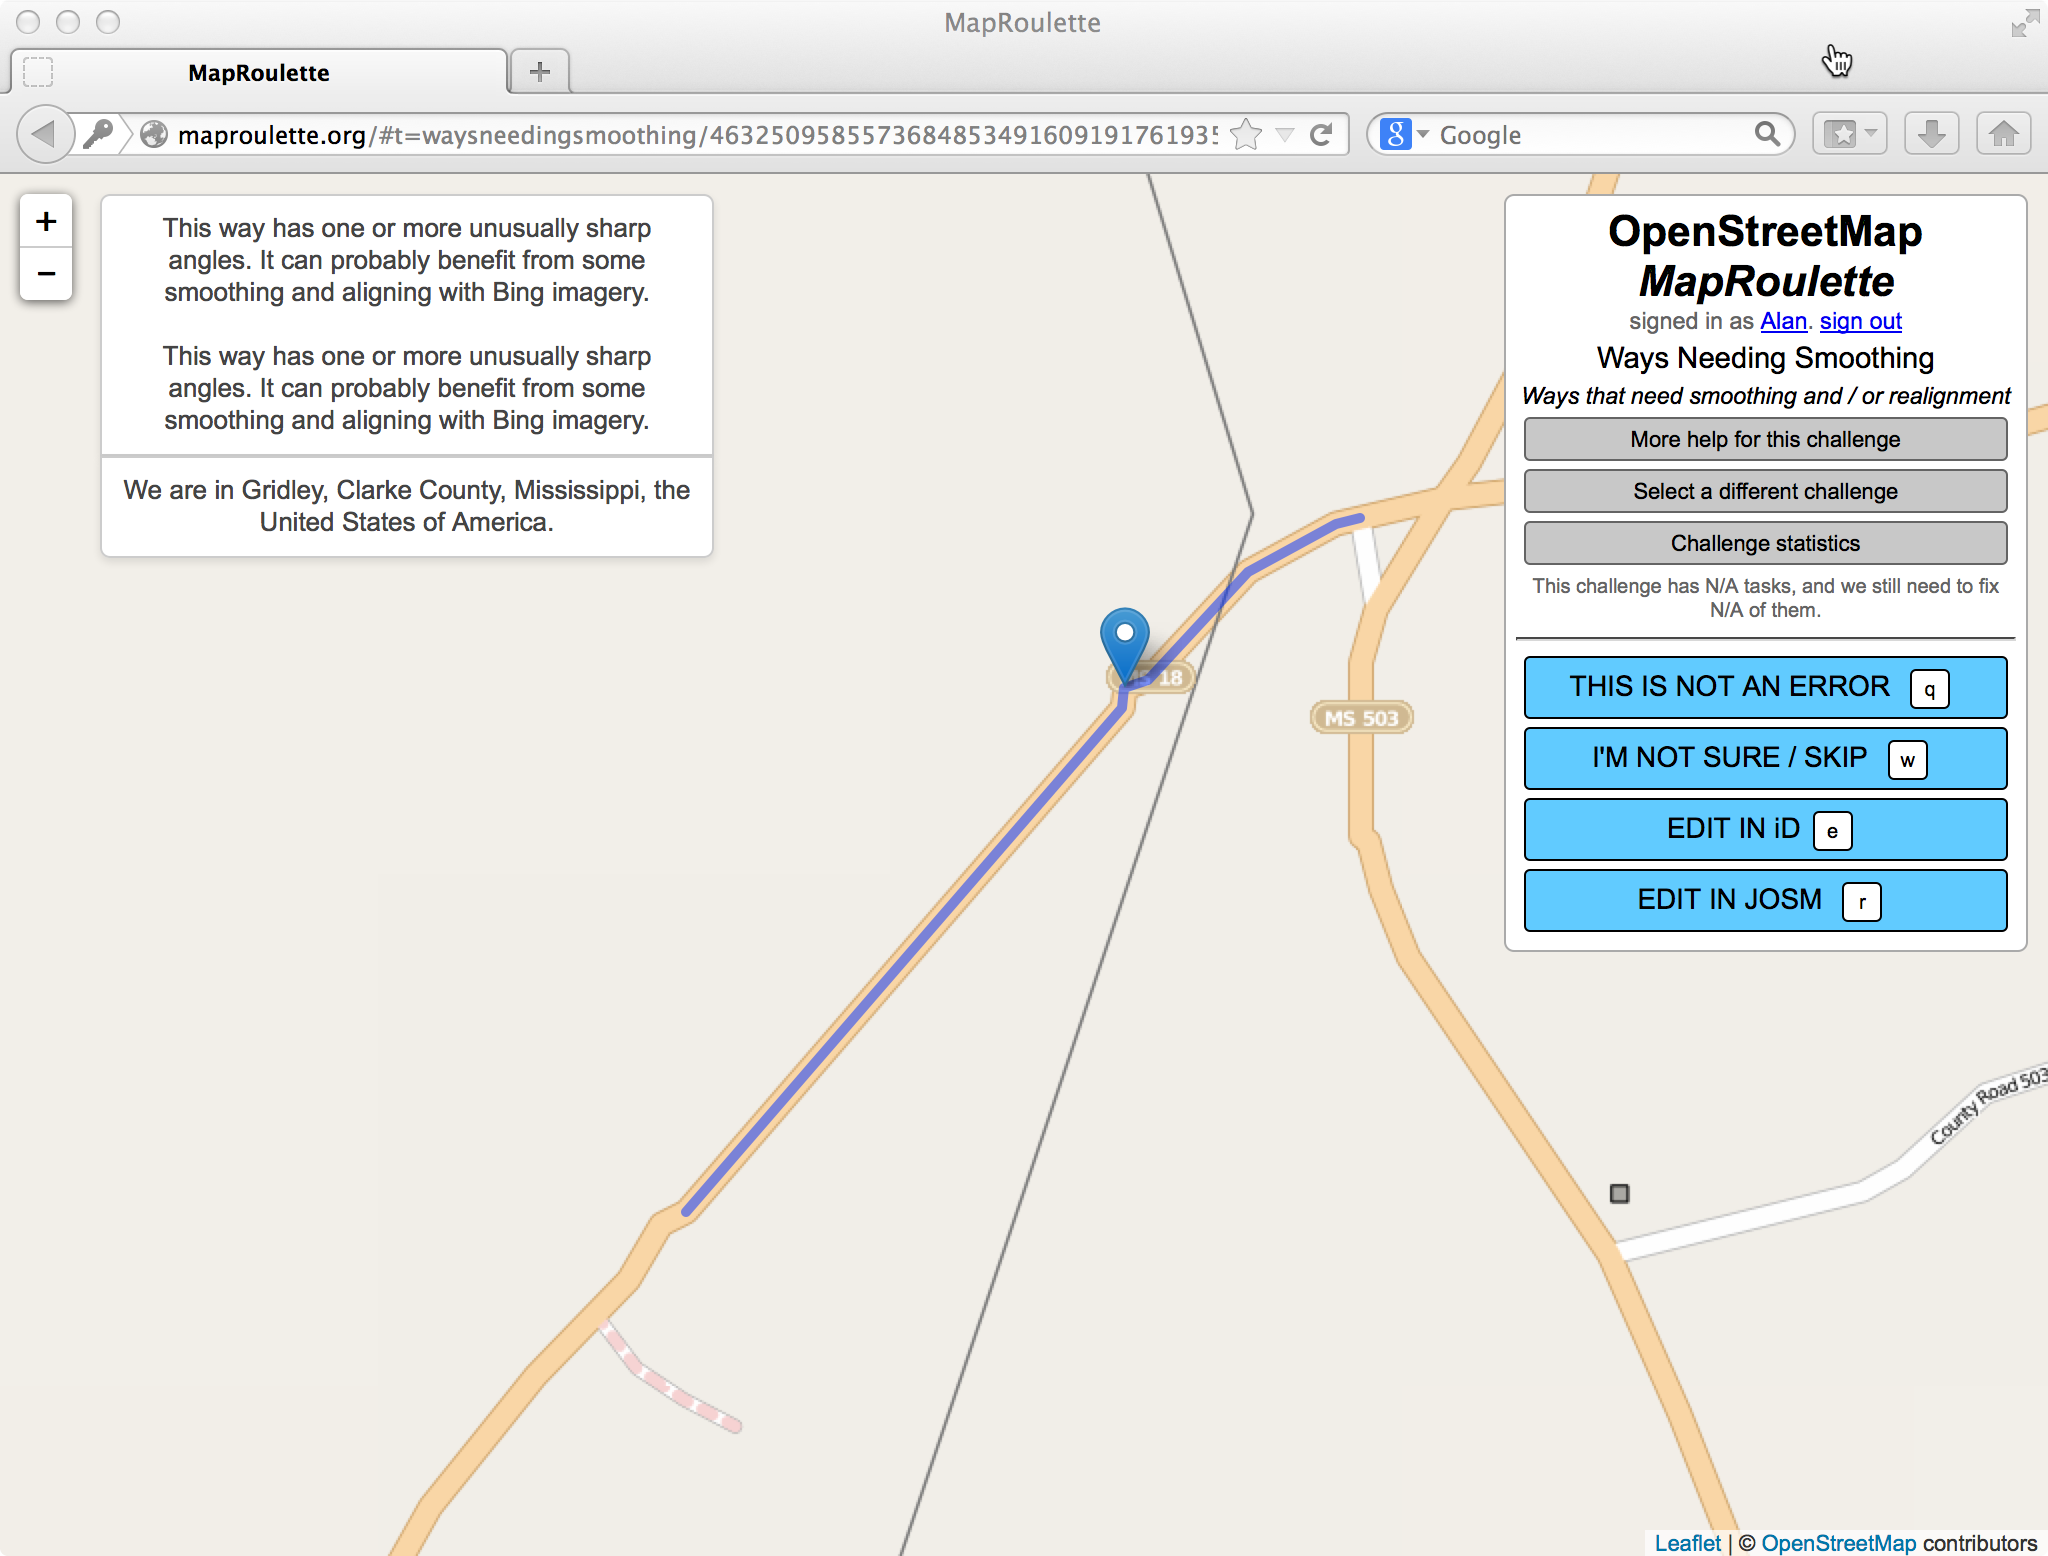 MapRoulette
MapRoulette
maproulette.org/#t=waysneedingsmoothing/4632509585573684853491609191761935
Google
+
−
This way has one or more unusually sharp
angles. It can probably benefit from some
smoothing and aligning with Bing imagery.
This way has one or more unusually sharp
angles. It can probably benefit from some
smoothing and aligning with Bing imagery.
We are in Gridley, Clarke County, Mississippi, the
United States of America.
OpenStreetMap
MapRoulette
signed in as Alan. sign out
Ways Needing Smoothing
Ways that need smoothing and / or realignment
More help for this challenge
Select a different challenge
Challenge statistics
This challenge has N/A tasks, and we still need to fix
N/A of them.
THIS IS NOT AN ERROR q
I'M NOT SURE / SKIP w
EDIT IN iD e
EDIT IN JOSM r
MS 18
MS 503
County Road 503
Leaflet | © OpenStreetMap contributors